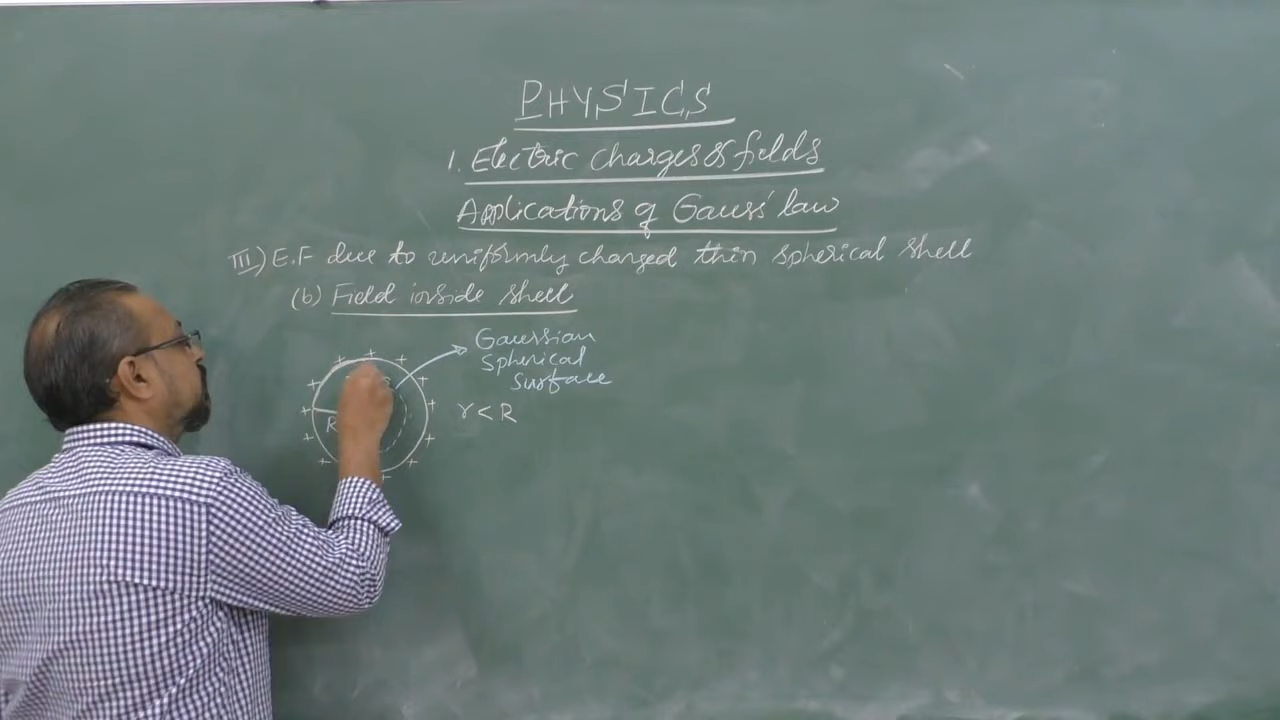 PHYSICS
1. Electric charges & fields
Applications of Gauss' law
III) E.F due to uniformly charged thin spherical shell
(b) Field inside shell
Gaussian
Spherical
Surface
r < R
R